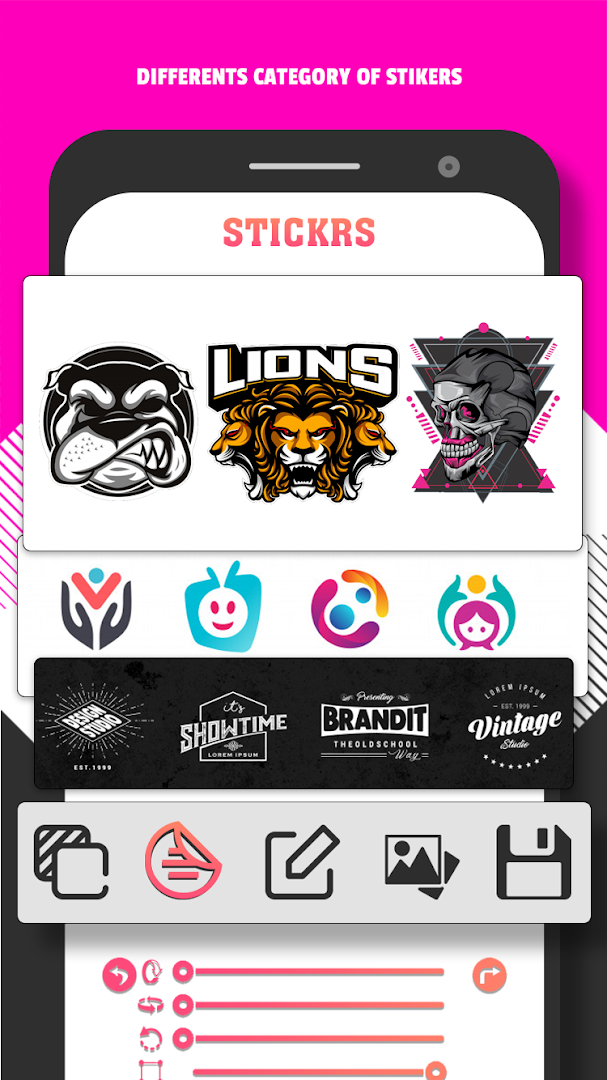 DIFFERENTS CATEGORY OF STIKERS
STICKRS
LIONS
DESIGN
STUDIO
EST.1999
it's
SHOWTIME
LOREM IPSUM
Presenting
BRANDIT
THEOLDSCHOOL
Way
LOREM IPSUM
EST. 1999
Vintage
Studio